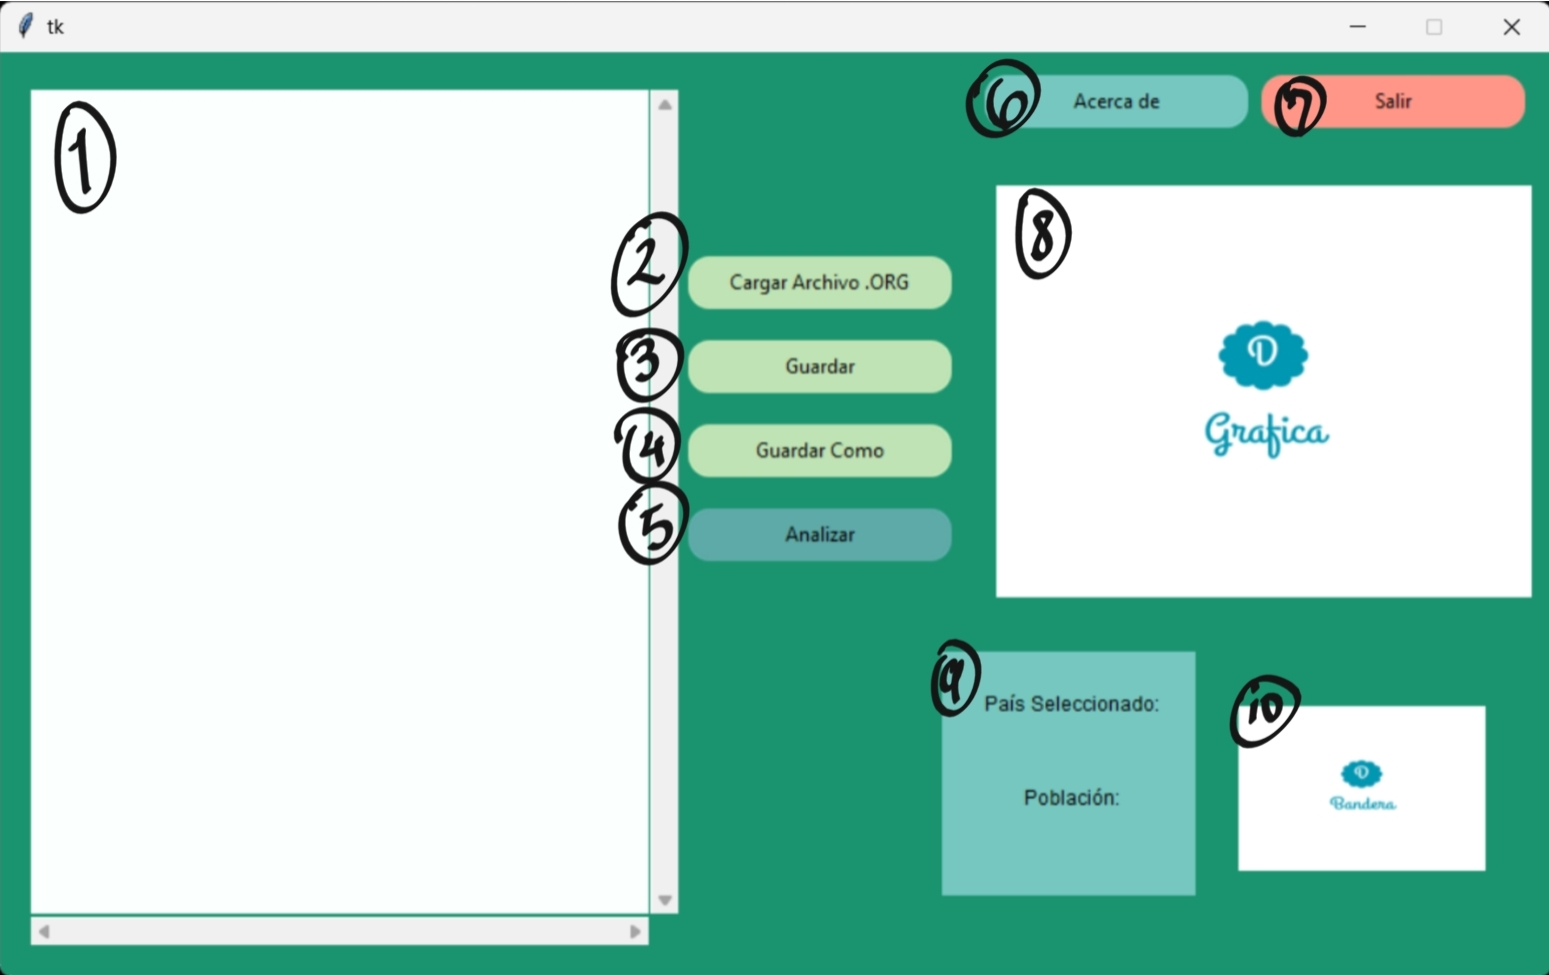 tk
6 Acerca de
7 Salir
1
8
2 Cargar Archivo .ORG
3 Guardar
D
Grafica
4 Guardar Como
5 Analizar
9
País Seleccionado:
10
D
Bandera
Población: